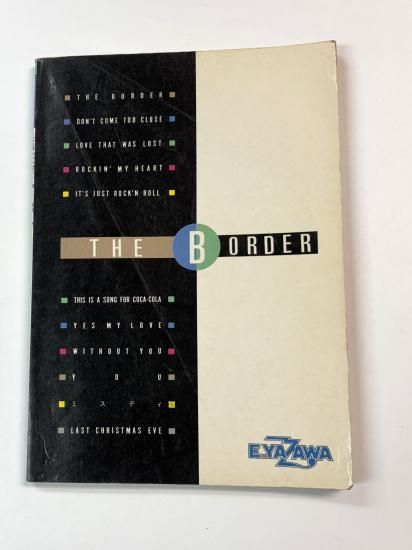 THE BORDER
DON'T COME TOO CLOSE
LOVE THAT WAS LOST
ROCKIN' MY HEART
IT'S JUST ROCK'N ROLL
THE BORDER
THIS IS A SONG FOR COCA-COLA
YES MY LOVE
WITHOUT YOU
YOU
ミスティ
LAST CHRISTMAS EVE
E.YAZAWA